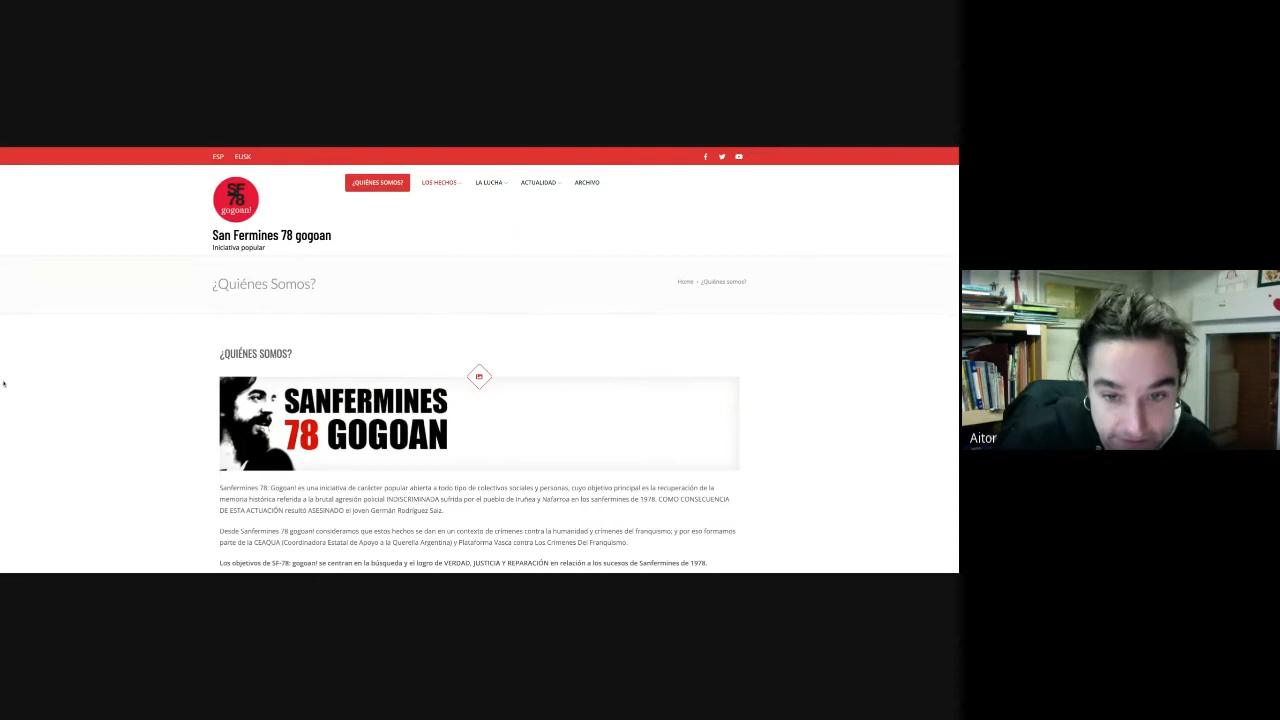 ESP EUSK
SF
78
gogoan!
¿QUIÉNES SOMOS? LOS HECHOS LA LUCHA ACTUALIDAD ARCHIVO
San Fermines 78 gogoan
Iniciativa popular
¿Quiénes Somos?
Home › ¿Quiénes somos?
¿QUIÉNES SOMOS?
SANFERMINES
78 GOGOAN
Sanfermines 78: Gogoan! es una iniciativa de carácter popular abierta a todo tipo de colectivos sociales y personas, cuyo objetivo principal es la recuperación de la
memoria histórica referida a la brutal agresión policial INDISCRIMINADA sufrida por el pueblo de Iruñea y Nafarroa en los sanfermines de 1978. COMO CONSECUENCIA
DE ESTA ACTUACIÓN resultó ASESINADO el joven Germán Rodríguez Saiz.
Desde Sanfermines 78 gogoan! consideramos que estos hechos se dan en un contexto de crímenes contra la humanidad y crímenes del franquismo; y por eso formamos
parte de la CEAQUA (Coordinadora Estatal de Apoyo a la Querella Argentina) y Plataforma Vasca contra Los Crímenes Del Franquismo.
Los objetivos de SF-78: gogoan! se centran en la búsqueda y el logro de VERDAD, JUSTICIA Y REPARACIÓN en relación a los sucesos de Sanfermines de 1978.
Aitor